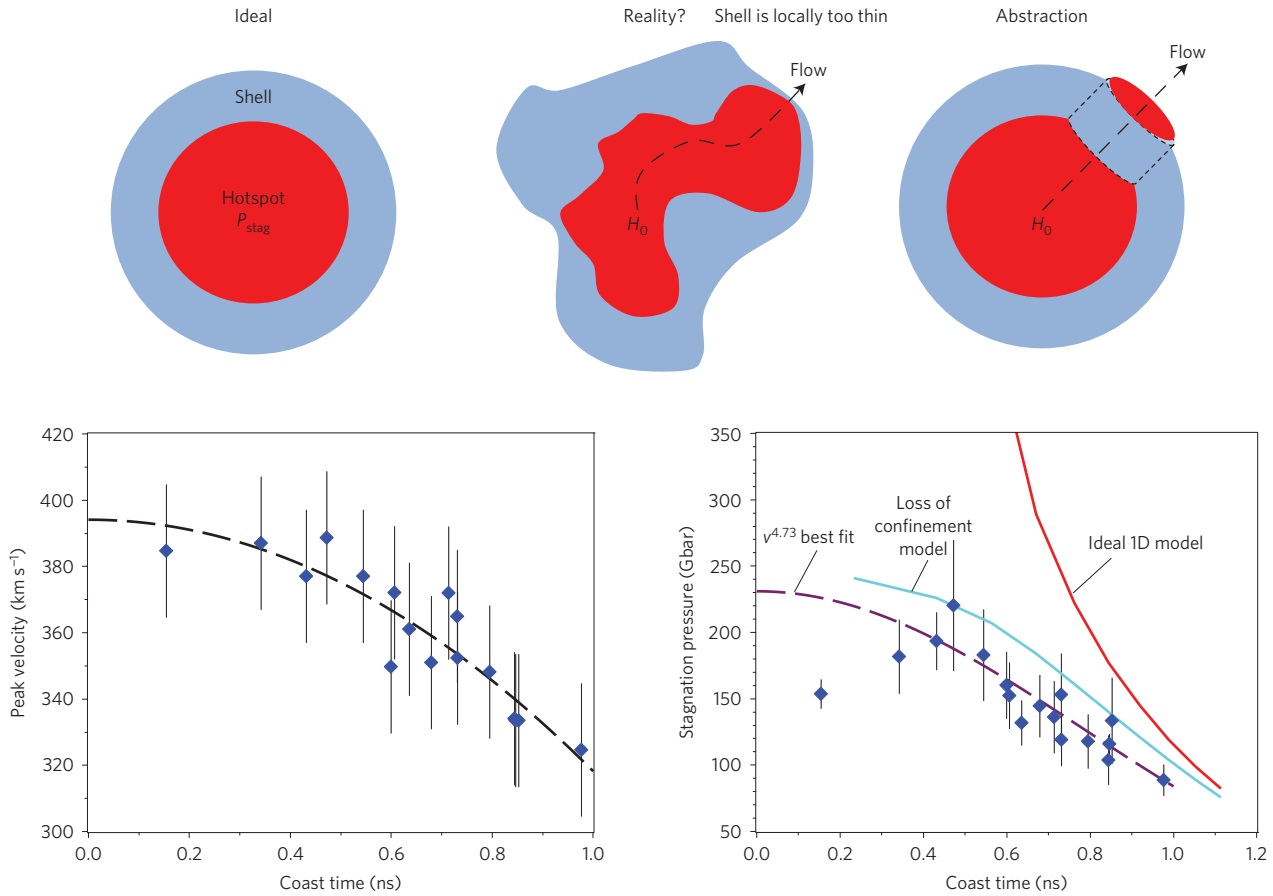 Ideal
Reality?
Shell is locally too thin
Abstraction
Shell
Hotspot
P_stag
Flow
H_0
Flow
H_0
420
400
380
360
340
320
300
Peak velocity (km s⁻¹)
0.0
0.2
0.4
0.6
0.8
1.0
Coast time (ns)
350
300
250
200
150
100
50
Stagnation pressure (Gbar)
v^4.73 best fit
Loss of
confinement
model
Ideal 1D model
0.0
0.2
0.4
0.6
0.8
1.0
1.2
Coast time (ns)